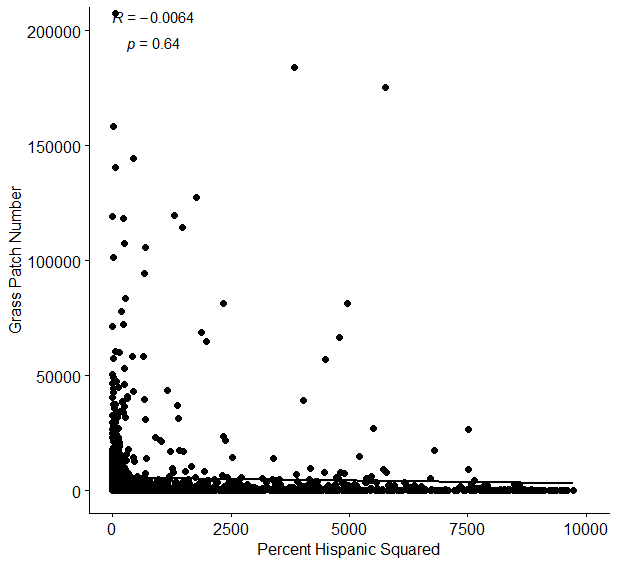 R = −0.0064
p = 0.64
200000
150000
100000
50000
0
Grass Patch Number
0 2500 5000 7500 10000
Percent Hispanic Squared